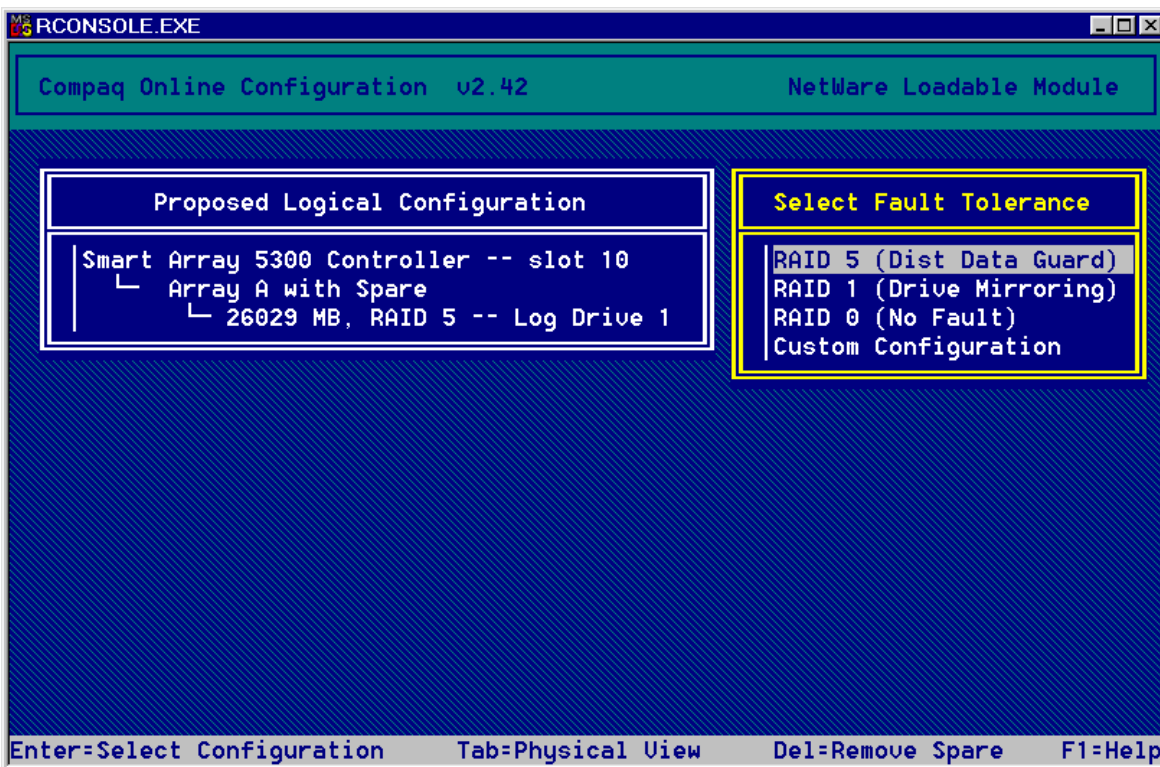 MS DOS RCONSOLE.EXE
Compaq Online Configuration v2.42 NetWare Loadable Module
Proposed Logical Configuration
Smart Array 5300 Controller -- slot 10
Array A with Spare
26029 MB, RAID 5 -- Log Drive 1
Select Fault Tolerance
RAID 5 (Dist Data Guard)
RAID 1 (Drive Mirroring)
RAID 0 (No Fault)
Custom Configuration
Enter=Select Configuration Tab=Physical View Del=Remove Spare F1=Help